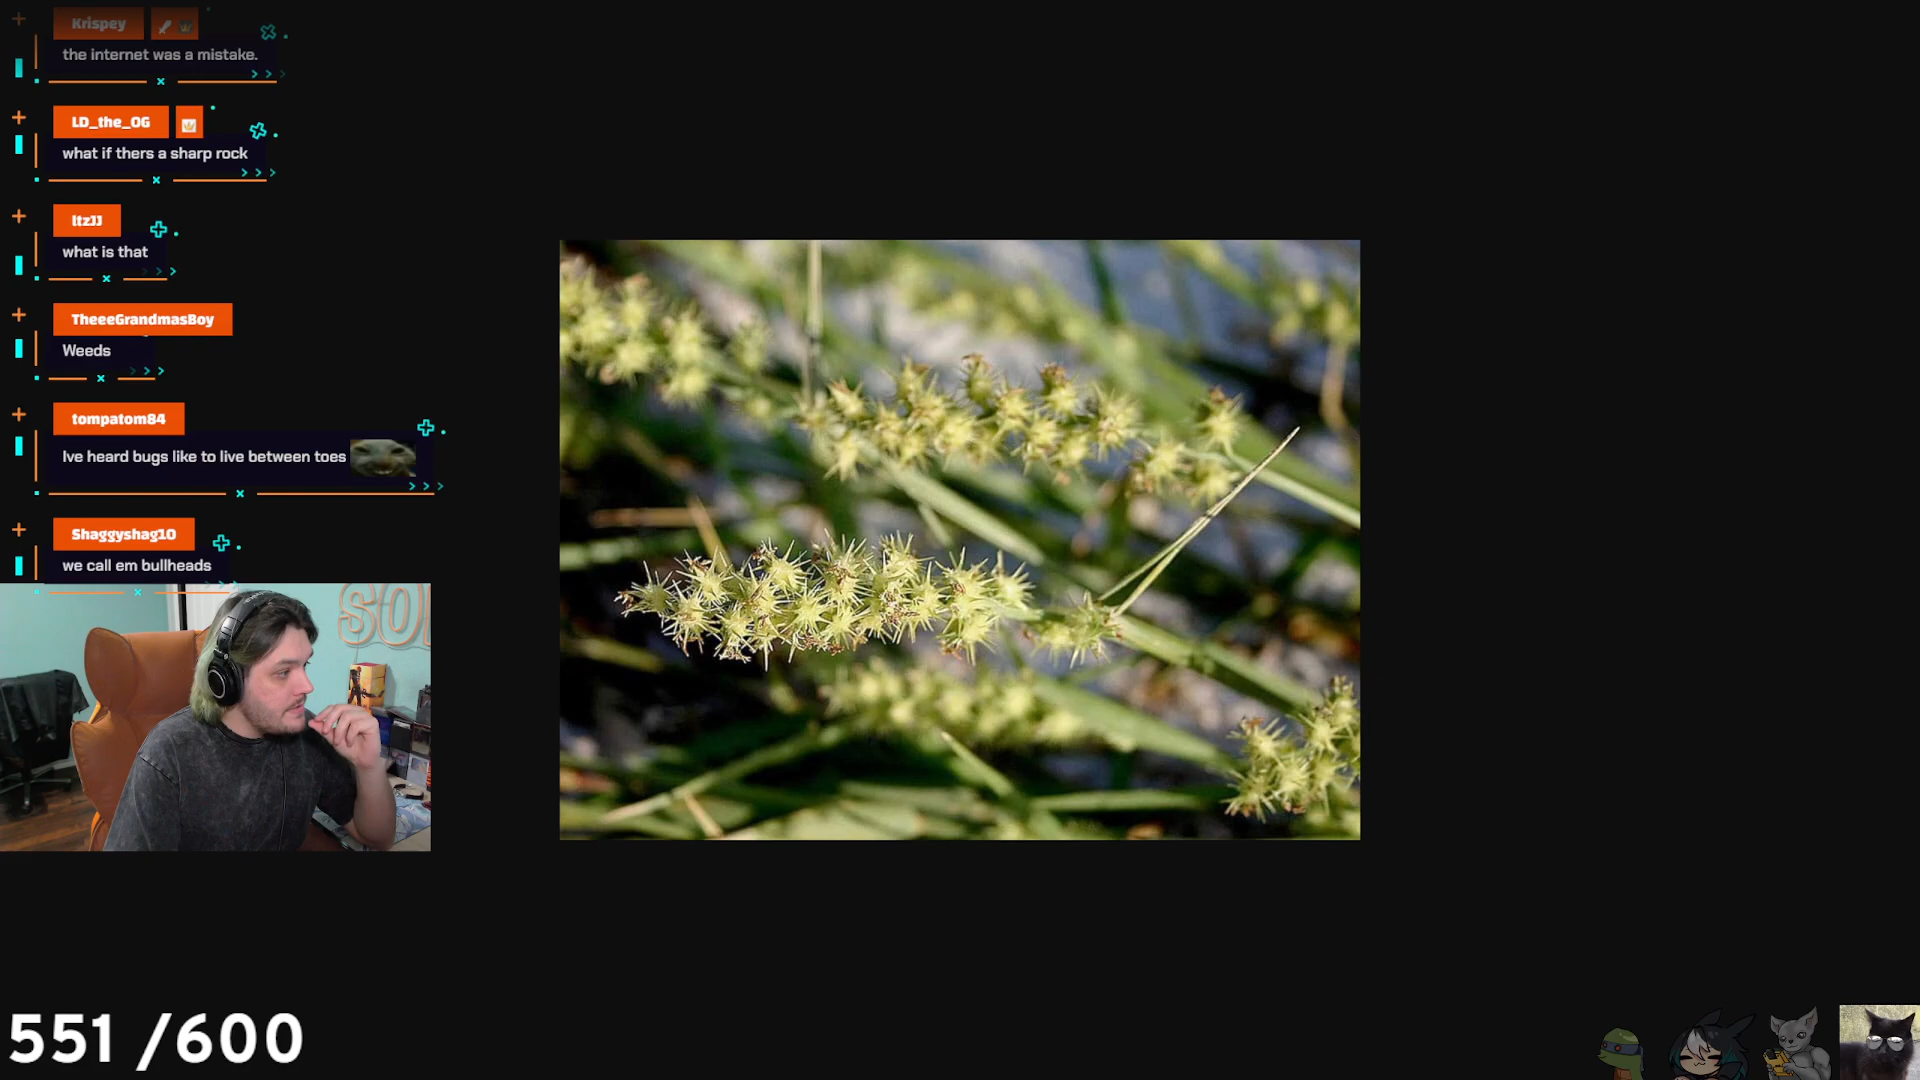 Krispey
the internet was a mistake.
LD_the_OG
what if thers a sharp rock
ItzJJ
what is that
TheeeGrandmasBoy
Weeds
tompatom84
Ive heard bugs like to live between toes
Shaggyshag10
we call em bullheads
551 /600